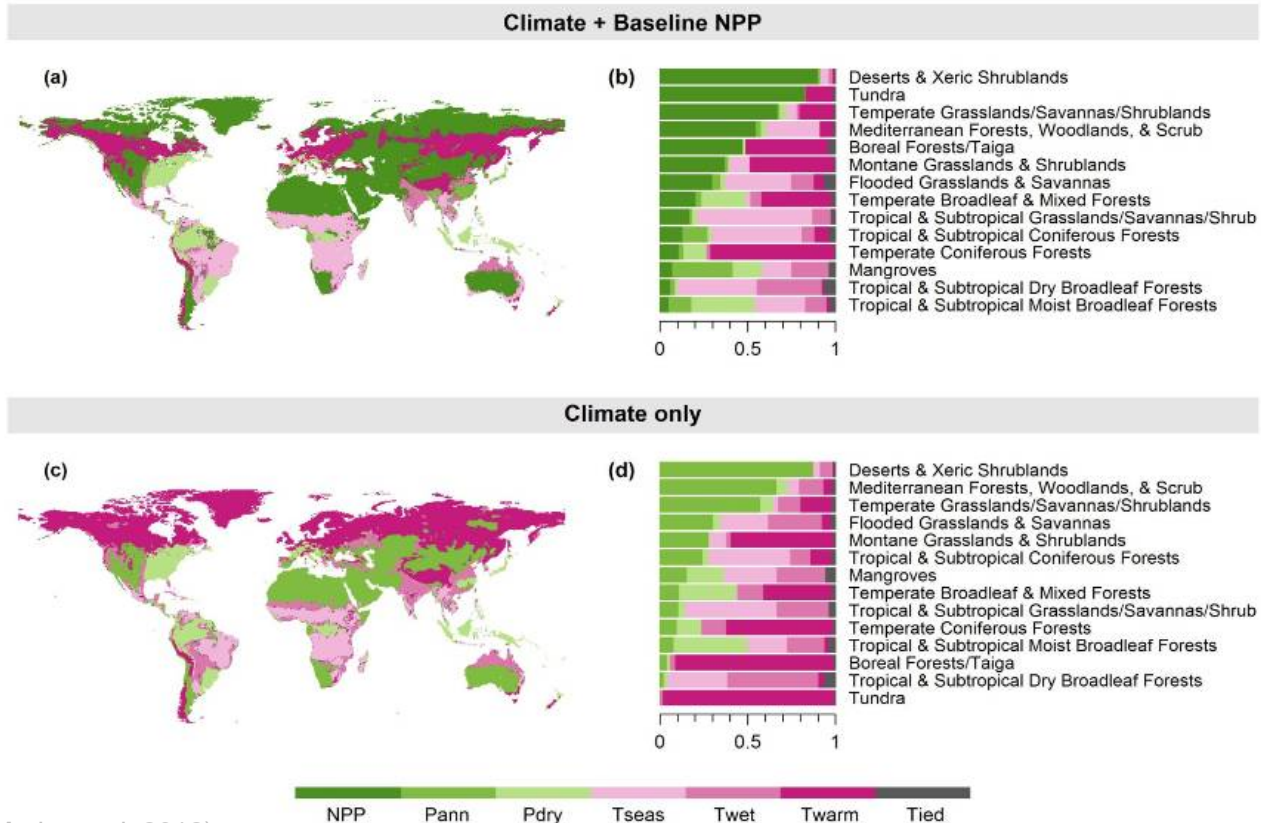 Climate + Baseline NPP
(a)
(b)
Deserts & Xeric Shrublands
Tundra
Temperate Grasslands/Savannas/Shrublands
Mediterranean Forests, Woodlands, & Scrub
Boreal Forests/Taiga
Montane Grasslands & Shrublands
Flooded Grasslands & Savannas
Temperate Broadleaf & Mixed Forests
Tropical & Subtropical Grasslands/Savannas/Shrub
Tropical & Subtropical Coniferous Forests
Temperate Coniferous Forests
Mangroves
Tropical & Subtropical Dry Broadleaf Forests
Tropical & Subtropical Moist Broadleaf Forests
0 0.5 1
Climate only
(c)
(d)
Deserts & Xeric Shrublands
Mediterranean Forests, Woodlands, & Scrub
Temperate Grasslands/Savannas/Shrublands
Flooded Grasslands & Savannas
Montane Grasslands & Shrublands
Tropical & Subtropical Coniferous Forests
Mangroves
Temperate Broadleaf & Mixed Forests
Tropical & Subtropical Grasslands/Savannas/Shrub
Temperate Coniferous Forests
Tropical & Subtropical Moist Broadleaf Forests
Boreal Forests/Taiga
Tropical & Subtropical Dry Broadleaf Forests
Tundra
0 0.5 1
NPP Pann Pdry Tseas Twet Twarm Tied